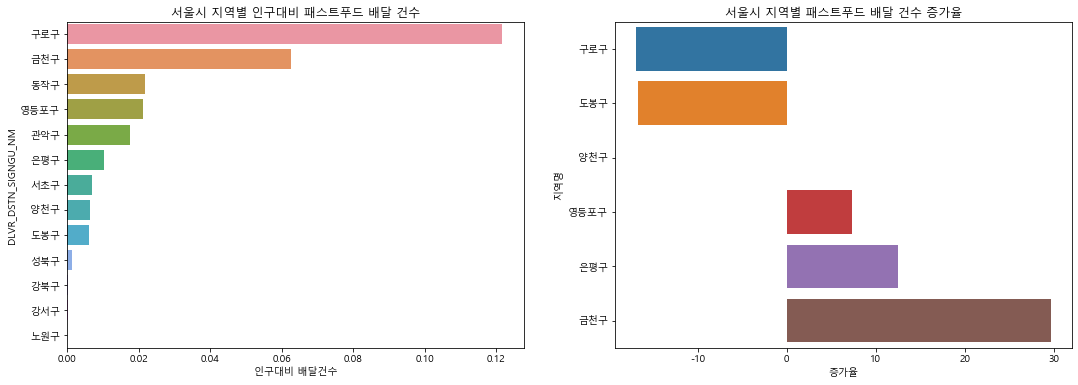 서울시 지역별 인구대비 패스트푸드 배달 건수
DLVR_DSTN_SIGNGU_NM
구로구
금천구
동작구
영등포구
관악구
은평구
서초구
양천구
도봉구
성북구
강북구
강서구
노원구
0.00 0.02 0.04 0.06 0.08 0.10 0.12
인구대비 배달건수
서울시 지역별 패스트푸드 배달 건수 증가율
지역명
구로구
도봉구
양천구
영등포구
은평구
금천구
-10 0 10 20 30
증가율